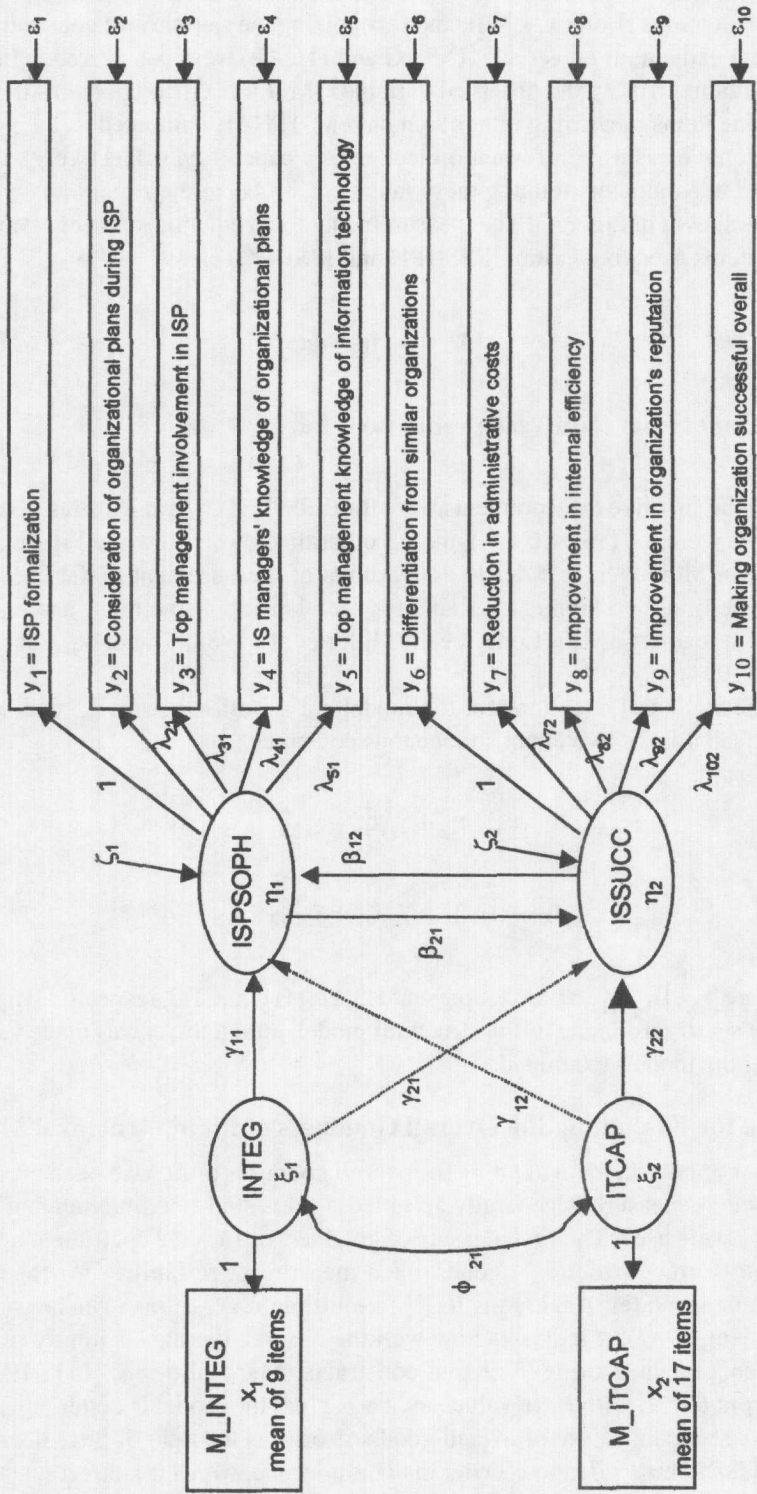 M_INTEG
x1
mean of 9 items
1
INTEG
ξ1
γ11
γ21
ϕ21
γ12
M_ITCAP
x2
mean of 17 items
1
ITCAP
ξ2
γ22
ζ1
ISPSOPH
η1
β21
β12
ζ2
ISSUCC
η2
1
λ21
λ31
λ41
λ51
1
λ72
λ82
λ92
λ102
y1 = ISP formalization
ε1
y2 = Consideration of organizational plans during ISP
ε2
y3 = Top management involvement in ISP
ε3
y4 = IS managers' knowledge of organizational plans
ε4
y5 = Top management knowledge of information technology
ε5
y6 = Differentiation from similar organizations
ε6
y7 = Reduction in administrative costs
ε7
y8 = Improvement in internal efficiency
ε8
y9 = Improvement in organization's reputation
ε9
y10 = Making organization successful overall
ε10